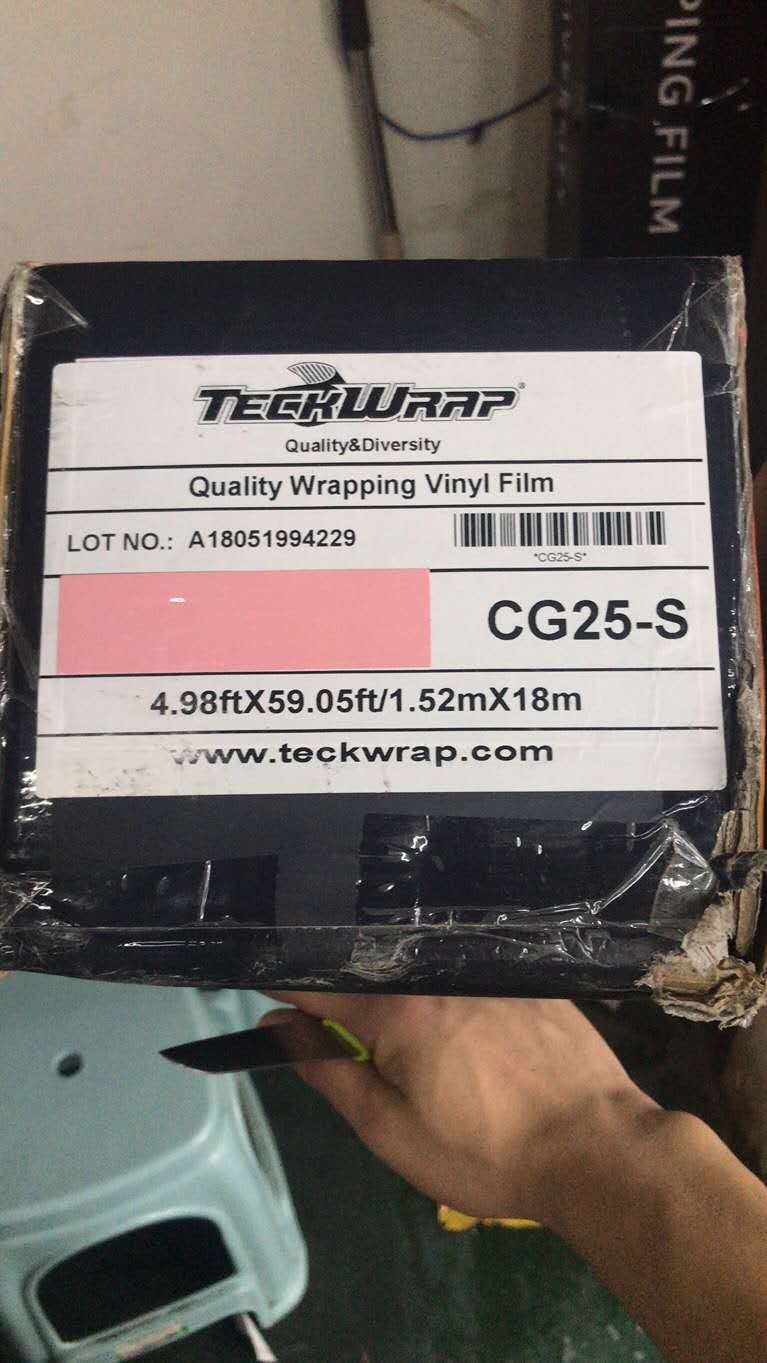 PING FILM
TECKWRAP®
Quality&Diversity
Quality Wrapping Vinyl Film
LOT NO.: A18051994229
*CG25-S*
CG25-S
4.98ftX59.05ft/1.52mX18m
www.teckwrap.com